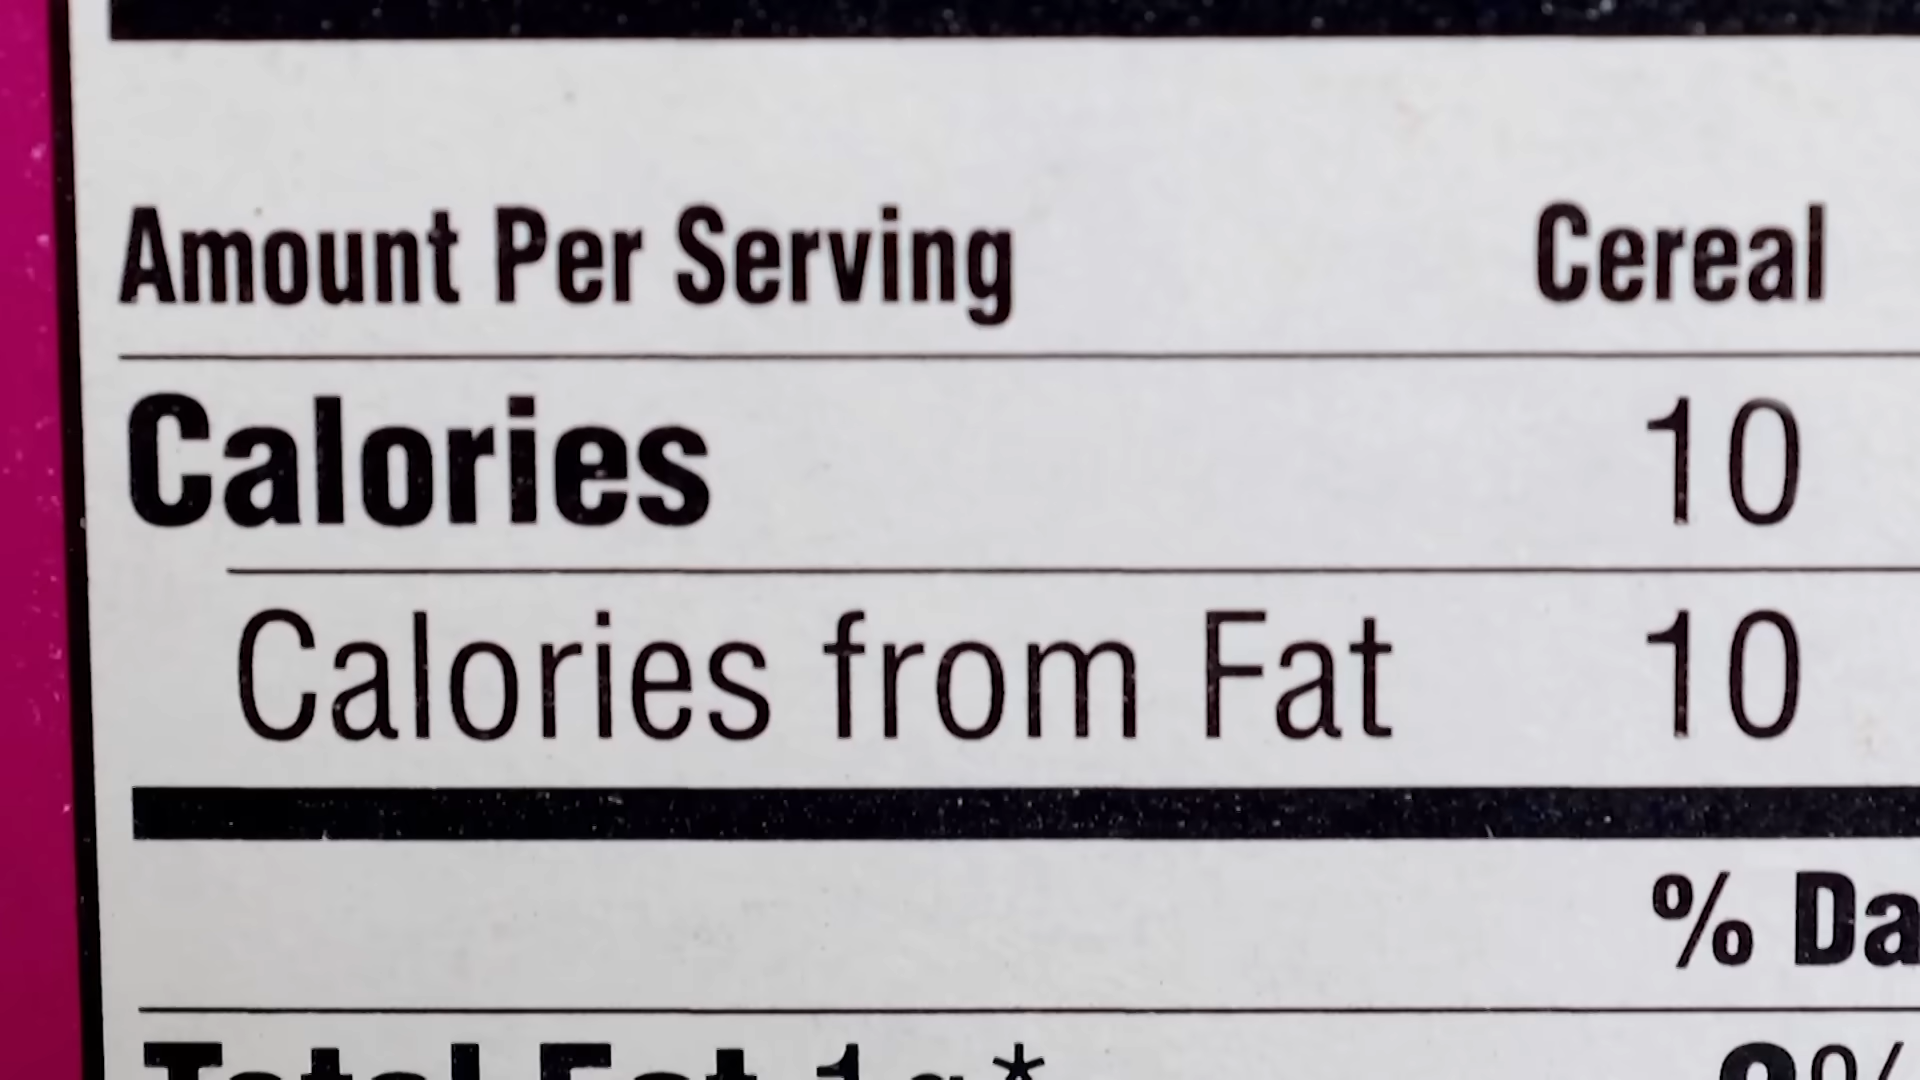 Amount Per Serving Cereal
Calories 10
Calories from Fat 10
% Da
Total Fat 1g*